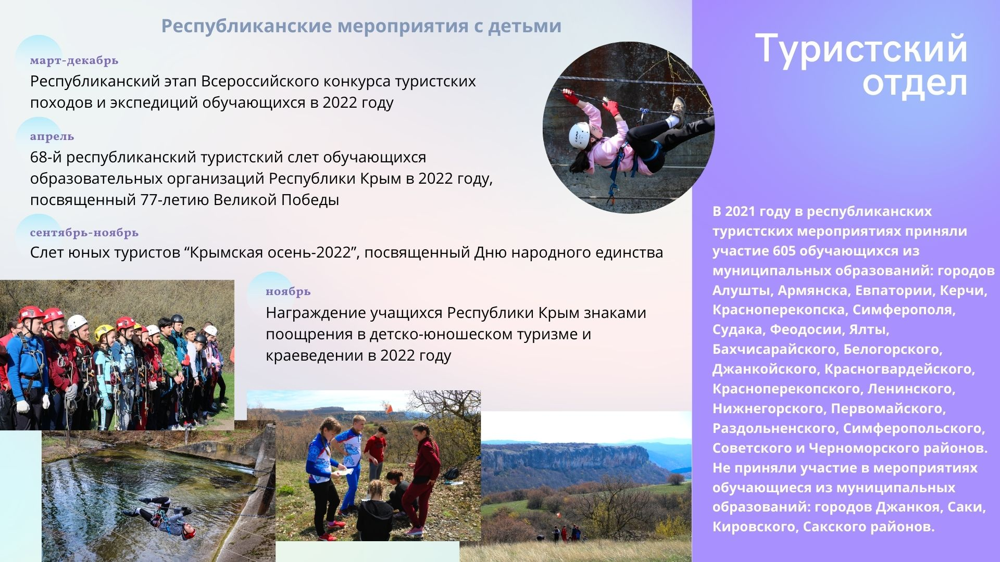 Республиканские мероприятия с детьми
март-декабрь
Республиканский этап Всероссийского конкурса туристских
походов и экспедиций обучающихся в 2022 году
апрель
68-й республиканский туристский слет обучающихся
образовательных организаций Республики Крым в 2022 году,
посвященный 77-летию Великой Победы
сентябрь-ноябрь
Слет юных туристов “Крымская осень-2022”, посвященный Дню народного единства
ноябрь
Награждение учащихся Республики Крым знаками
поощрения в детско-юношеском туризме и
краеведении в 2022 году
CAMP
Туристский
отдел
В 2021 году в республиканских
туристских мероприятиях приняли
участие 605 обучающихся из
муниципальных образований: городов
Алушты, Армянска, Евпатории, Керчи,
Красноперекопска, Симферополя,
Судака, Феодосии, Ялты,
Бахчисарайского, Белогорского,
Джанкойского, Красногвардейского,
Красноперекопского, Ленинского,
Нижнегорского, Первомайского,
Раздольненского, Симферопольского,
Советского и Черноморского районов.
Не приняли участие в мероприятиях
обучающиеся из муниципальных
образований: городов Джанкоя, Саки,
Кировского, Сакского районов.